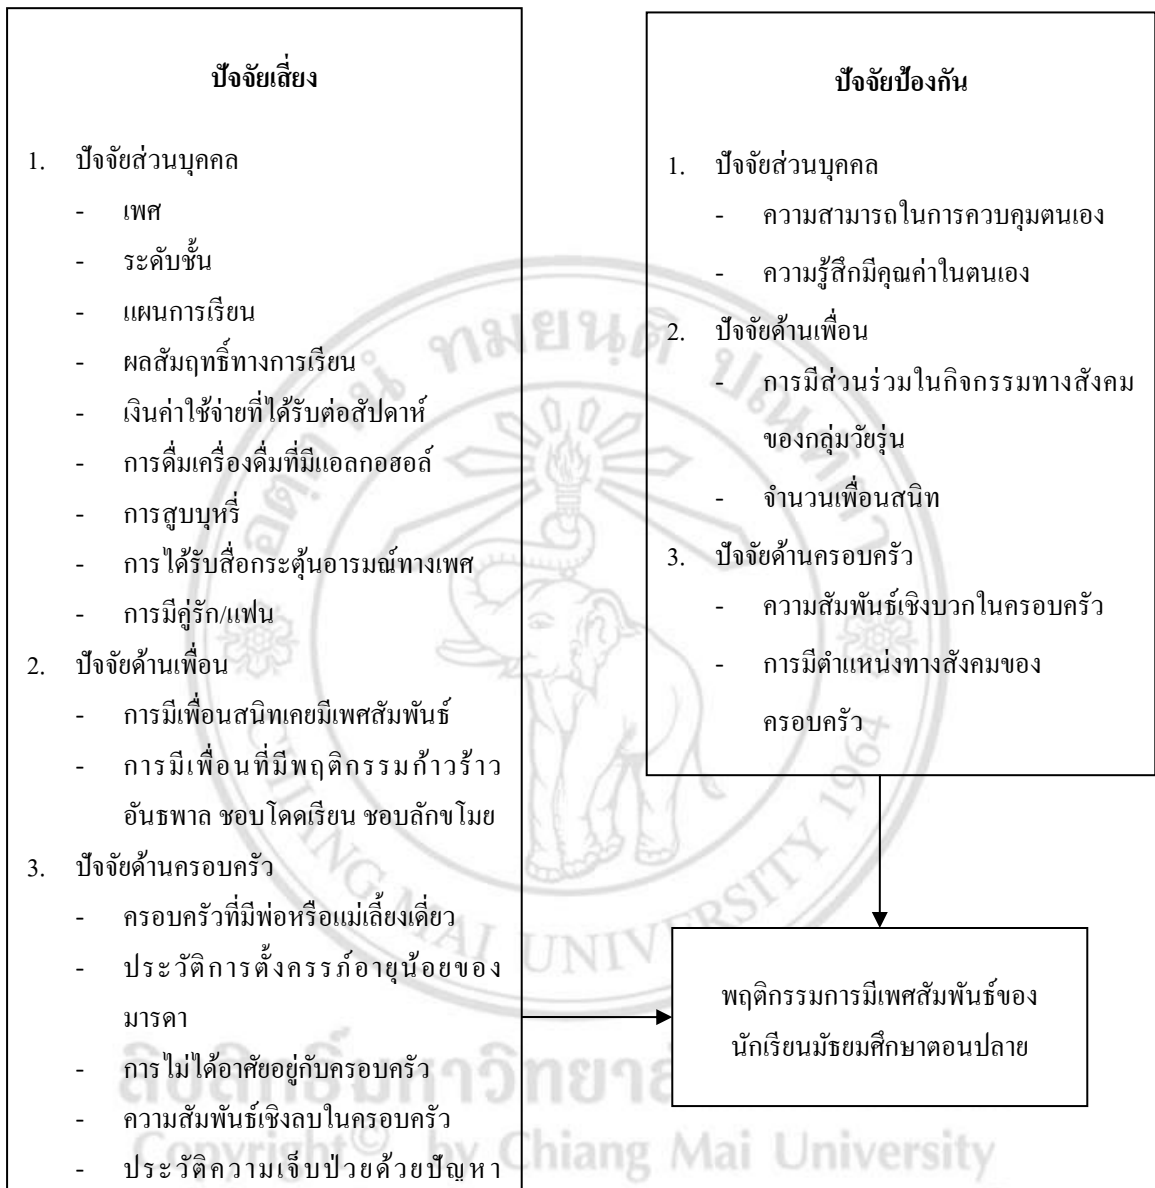 ปัจจัยเสี่ยง
1. ปัจจัยส่วนบุคคล
- เพศ
- ระดับชั้น
- แผนการเรียน
- ผลสัมฤทธิ์ทางการเรียน
- เงินค่าใช้จ่ายที่ได้รับต่อสัปดาห์
- การดื่มเครื่องดื่มที่มีแอลกอฮอล์
- การสูบบุหรี่
- การได้รับสื่อกระตุ้นอารมณ์ทางเพศ
- การมีคู่รัก/แฟน
2. ปัจจัยด้านเพื่อน
- การมีเพื่อนสนิทเคยมีเพศสัมพันธ์
- การมีเพื่อนที่มีพฤติกรรมก้าวร้าว
อันธพาล ชอบโดดเรียน ชอบลักขโมย
3. ปัจจัยด้านครอบครัว
- ครอบครัวที่มีพ่อหรือแม่เลี้ยงเดี่ยว
- ประวัติการตั้งครรภ์อายุน้อยของ
มารดา
- การไม่ได้อาศัยอยู่กับครอบครัว
- ความสัมพันธ์เชิงลบในครอบครัว
- ประวัติความเจ็บป่วยด้วยปัญหา
ปัจจัยป้องกัน
1. ปัจจัยส่วนบุคคล
- ความสามารถในการควบคุมตนเอง
- ความรู้สึกมีคุณค่าในตนเอง
2. ปัจจัยด้านเพื่อน
- การมีส่วนร่วมในกิจกรรมทางสังคม
ของกลุ่มวัยรุ่น
- จำนวนเพื่อนสนิท
3. ปัจจัยด้านครอบครัว
- ความสัมพันธ์เชิงบวกในครอบครัว
- การมีตำแหน่งทางสังคมของ
ครอบครัว
พฤติกรรมการมีเพศสัมพันธ์ของ
นักเรียนมัธยมศึกษาตอนปลาย
CHIANG MAI UNIVERSITY 1964
Copyright© by Chiang Mai University